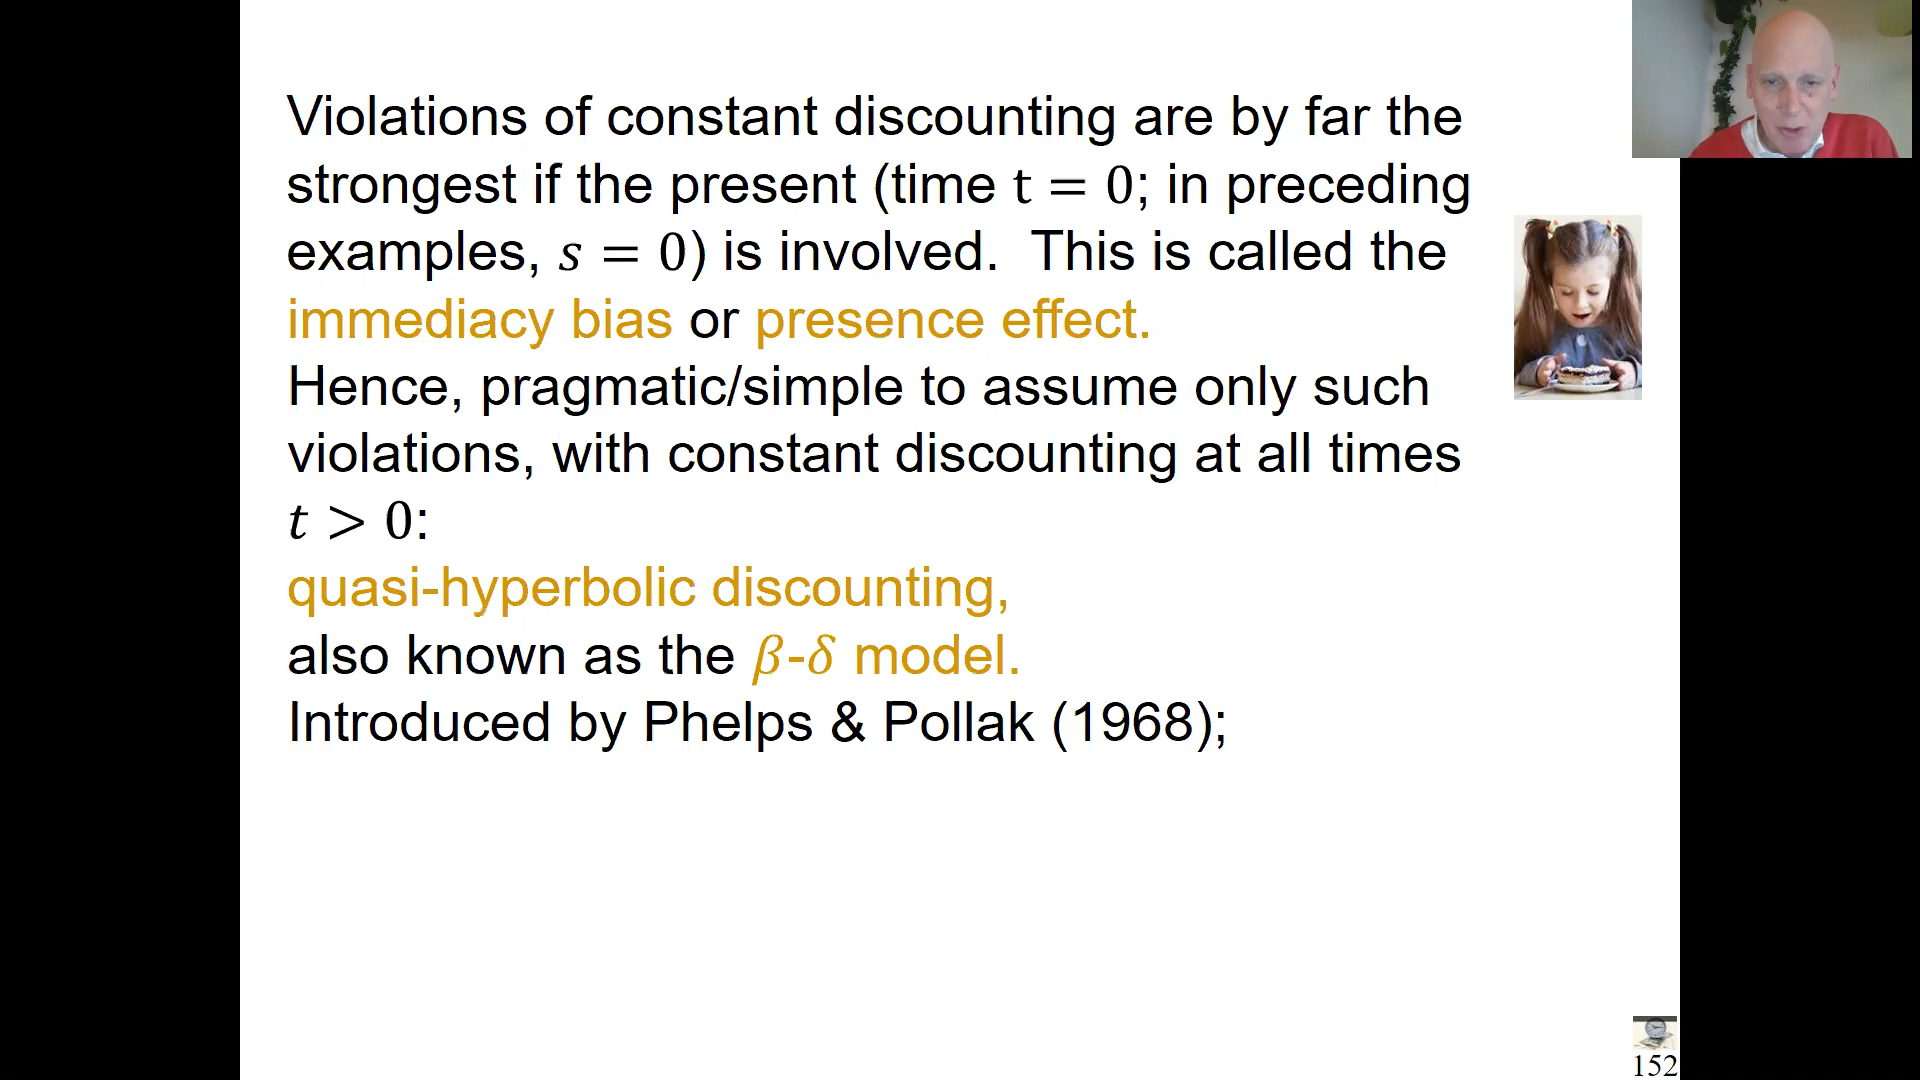 Violations of constant discounting are by far the
strongest if the present (time t = 0; in preceding
examples, s = 0) is involved.  This is called the
immediacy bias or presence effect.
Hence, pragmatic/simple to assume only such
violations, with constant discounting at all times
t > 0:
quasi-hyperbolic discounting,
also known as the β-δ model.
Introduced by Phelps & Pollak (1968);
152